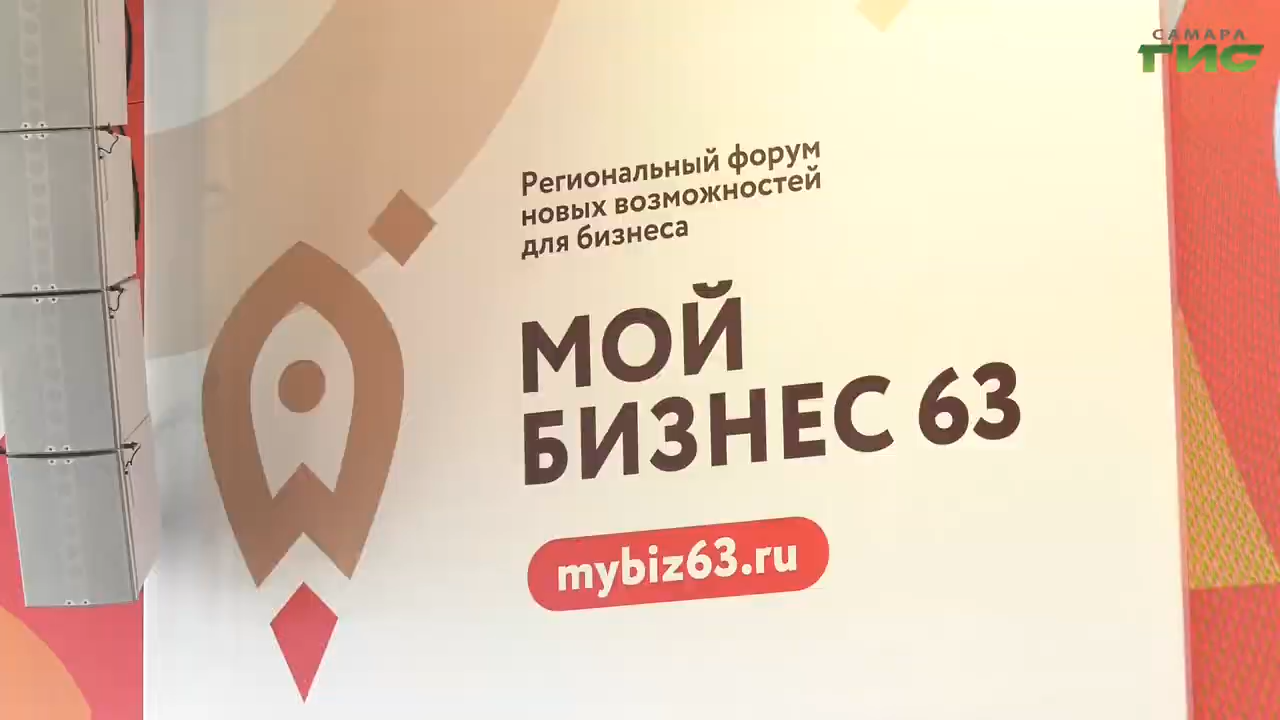 САМАРА
ГИС
Региональный форум
новых возможностей
для бизнеса
МОЙ
БИЗНЕС 63
mybiz63.ru